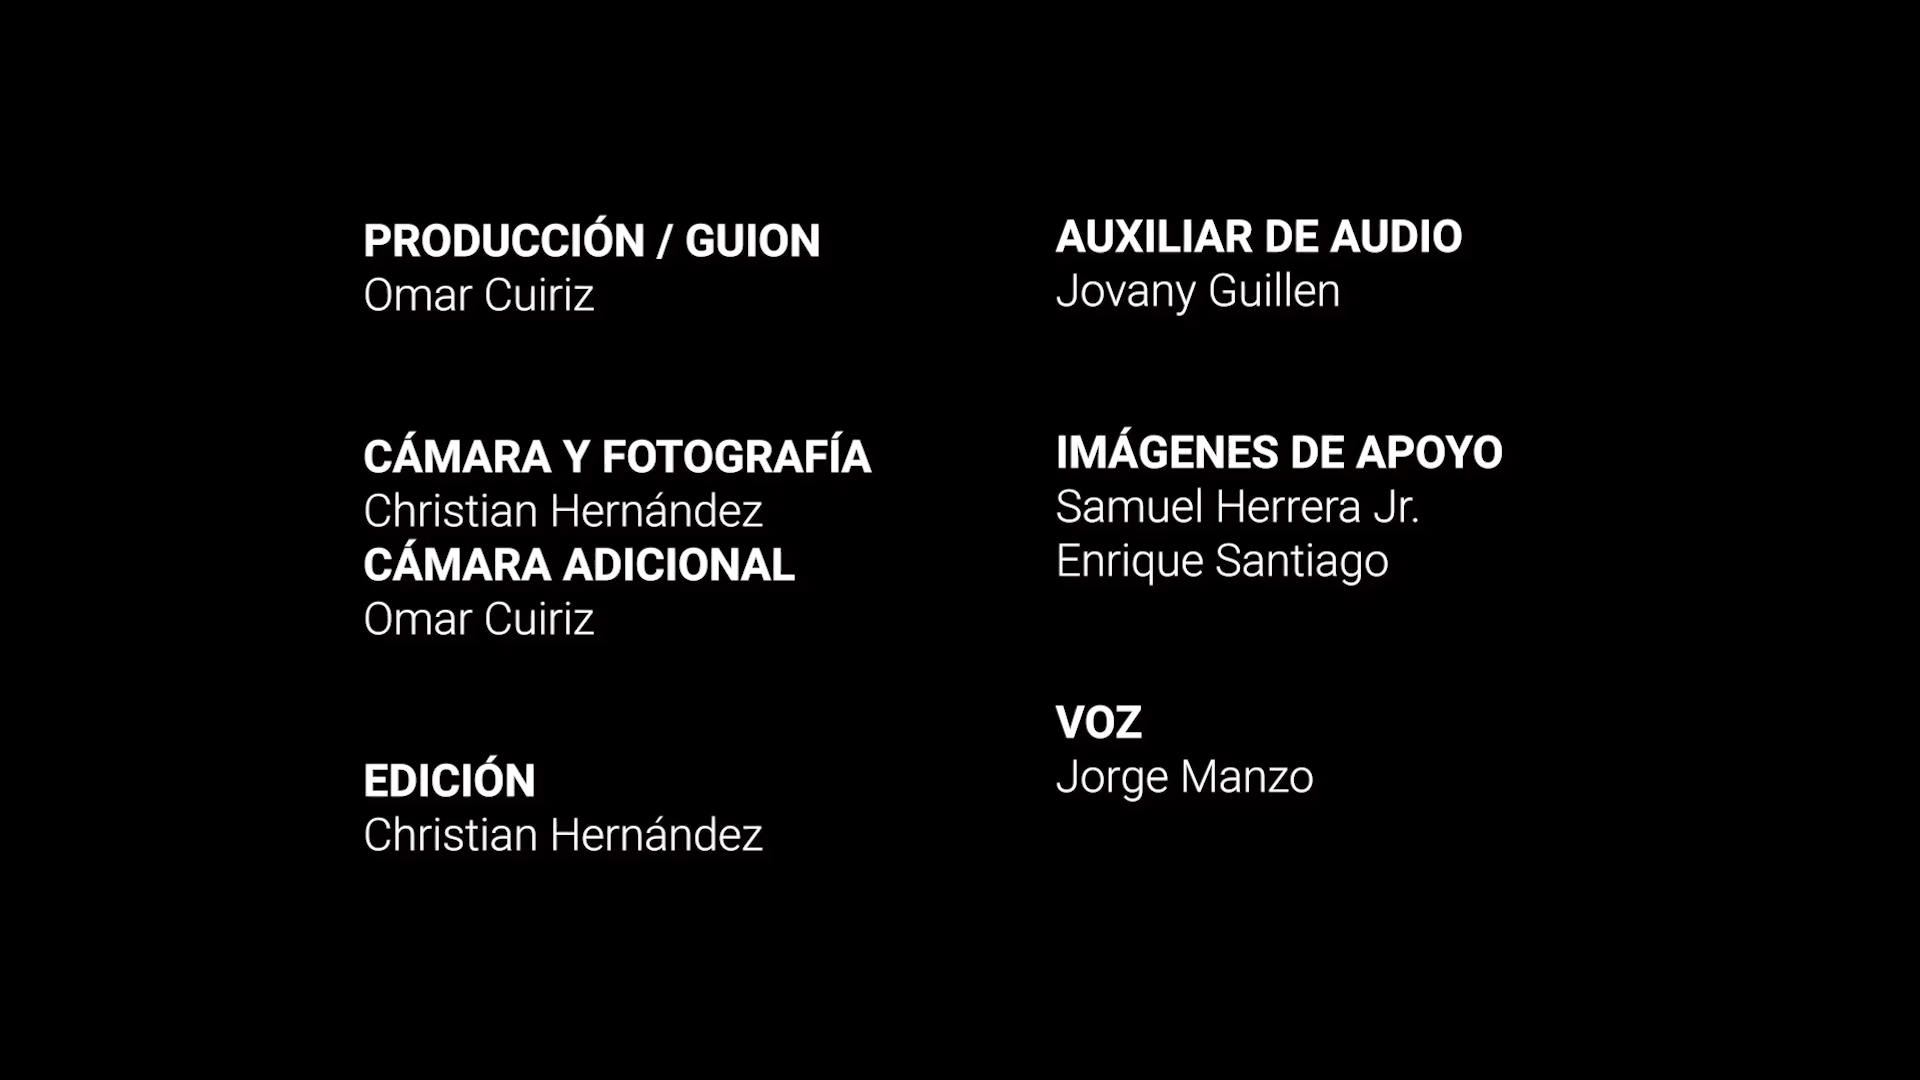 PRODUCCIÓN / GUION
Omar Cuiriz
CÁMARA Y FOTOGRAFÍA
Christian Hernández
CÁMARA ADICIONAL
Omar Cuiriz
EDICIÓN
Christian Hernández
AUXILIAR DE AUDIO
Jovany Guillen
IMÁGENES DE APOYO
Samuel Herrera Jr.
Enrique Santiago
VOZ
Jorge Manzo